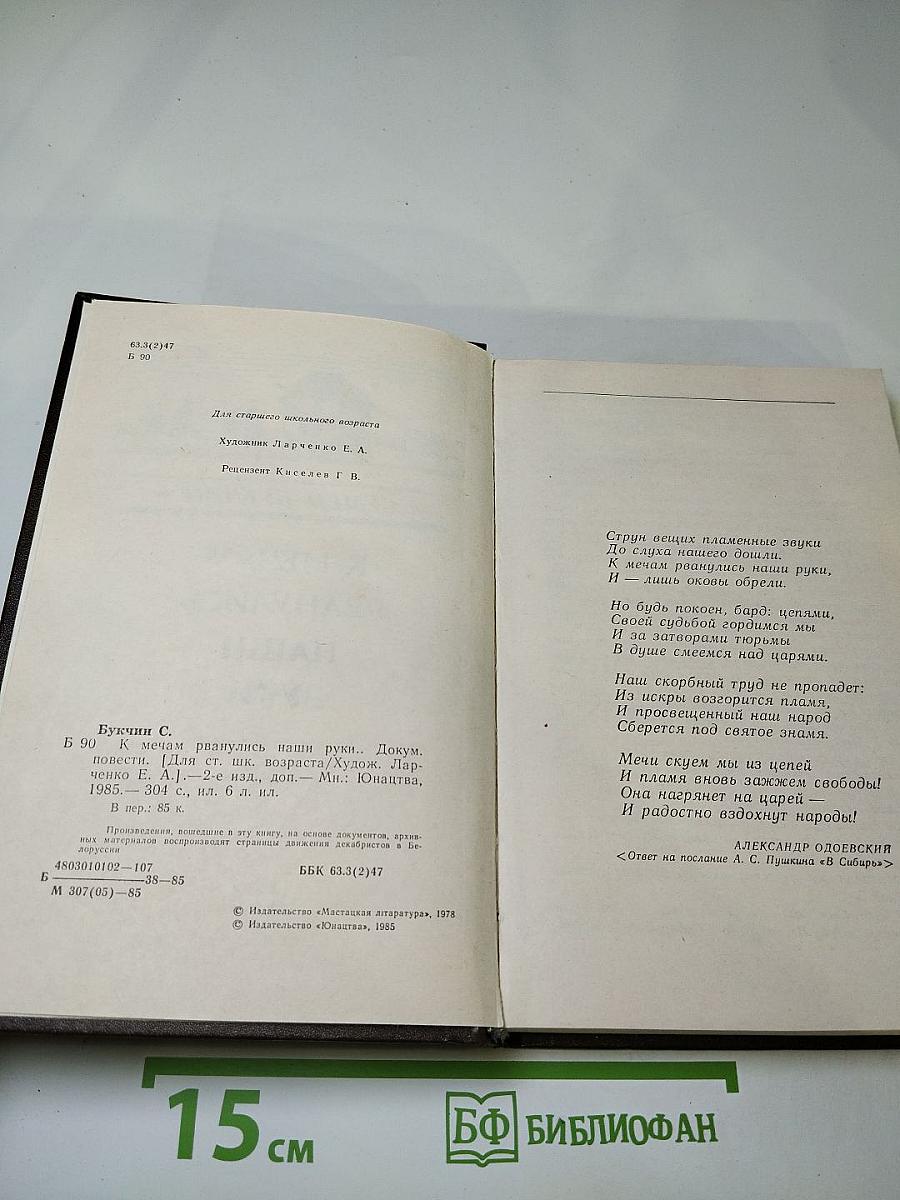 63.3(2)47
Б 90
Для старшего школьного возраста
Художник Ларченко Е. А.
Рецензент Киселев Г В.
Букчин С.
Б 90 К мечам рванулись наши руки.. Докум.
повести. [Для ст. шк. возраста/Худож. Лар-
ченко Е. А.].—2-е изд., доп.— Мн.: Юнацтва,
1985.— 304 с., ил. 6 л. ил.
В пер.: 85 к.
Произведения, вошедшие в эту книгу, на основе документов, архив-
ных материалов воспроизводят страницы движения декабристов в Бе-
лоруссии
4803010102—107
Б 38—85
М 307(05)—85
ББК 63.3(2)47
© Издательство «Мастацкая літаратура», 1978
© Издательство «Юнацтва», 1985
Струн вещих пламенные звуки
До слуха нашего дошли.
К мечам рванулись наши руки,
И — лишь оковы обрели.
Но будь покоен, бард: цепями,
Своей судьбой гордимся мы
И за затворами тюрьмы
В душе смеемся над царями.
Наш скорбный труд не пропадет:
Из искры возгорится пламя,
И просвещенный наш народ
Сберется под святое знамя.
Мечи скуем мы из цепей
И пламя вновь зажжем свободы!
Она нагрянет на царей —
И радостно вздохнут народы!
АЛЕКСАНДР ОДОЕВСКИЙ
<Ответ на послание А. С. Пушкина «В Сибирь»>
15 см
БФ БИБЛИОФАН